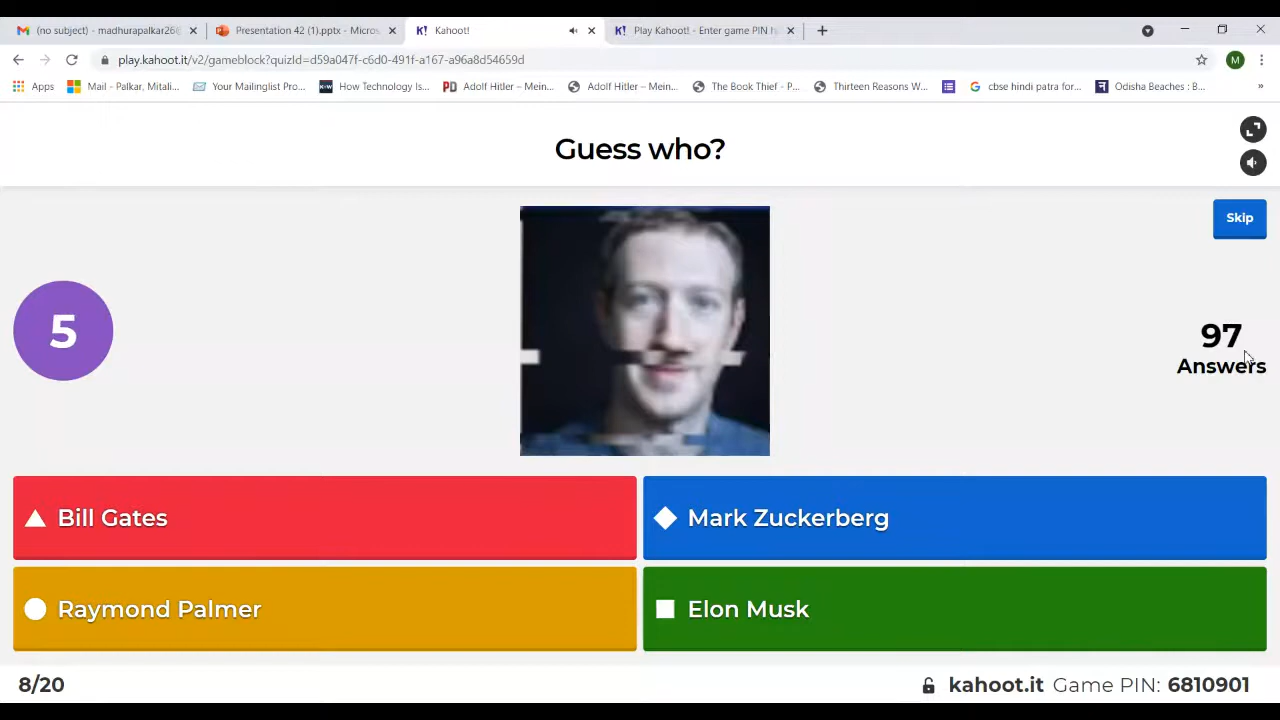 (no subject) - madhurapalkar26(
Presentation 42 (1).pptx - Micros
Kahoot!
Play Kahoot! - Enter game PIN h
play.kahoot.it/v2/gameblock?quizId=d59a047f-c6d0-491f-a167-a96a8d54659d
M
Apps
Mail - Palkar, Mitali...
Your Mailinglist Pro...
How Technology Is...
Adolf Hitler – Mein...
Adolf Hitler – Mein...
The Book Thief - P...
Thirteen Reasons W...
cbse hindi patra for...
Odisha Beaches : B...
»
Guess who?
Skip
5
97
Answers
Bill Gates
Mark Zuckerberg
Raymond Palmer
Elon Musk
8/20
kahoot.it Game PIN: 6810901